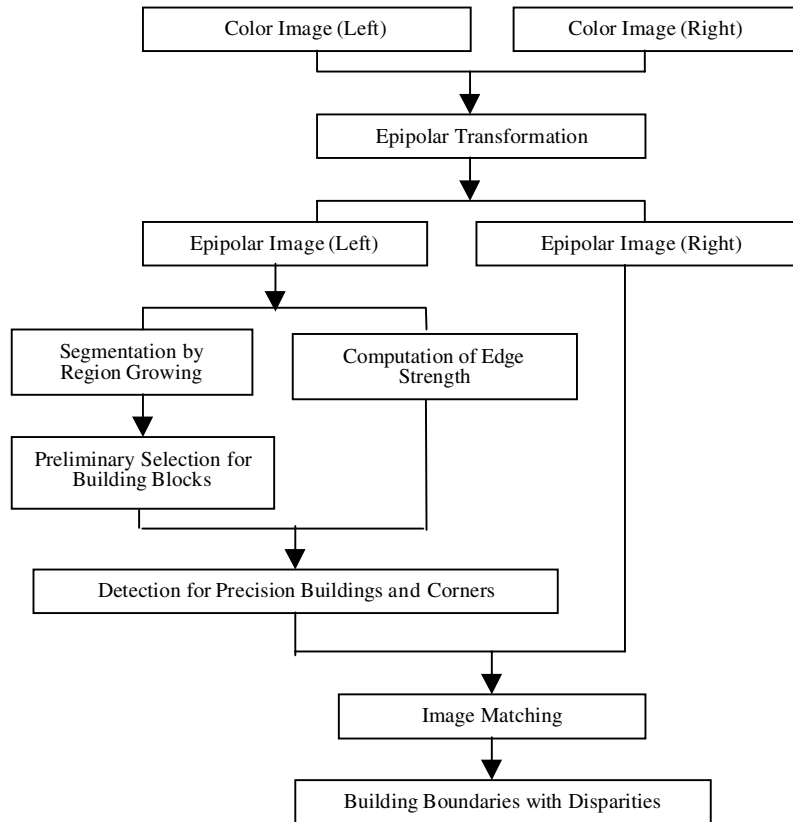 Color Image (Left)
Color Image (Right)
Epipolar Transformation
Epipolar Image (Left)
Epipolar Image (Right)
Segmentation by
Region Growing
Computation of Edge
Strength
Preliminary Selection for
Building Blocks
Detection for Precision Buildings and Corners
Image Matching
Building Boundaries with Disparities